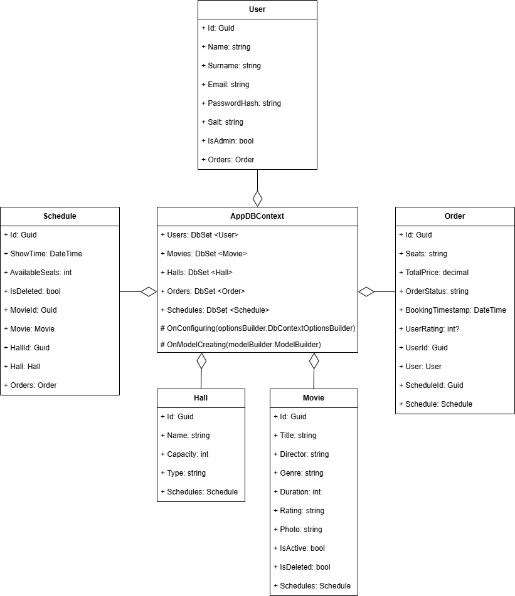 User
+ Id: Guid
+ Name: string
+ Surname: string
+ Email: string
+ PasswordHash: string
+ Salt: string
+ IsAdmin: bool
+ Orders: Order
Schedule
+ Id: Guid
+ ShowTime: DateTime
+ AvailableSeats: int
+ IsDeleted: bool
+ MovieId: Guid
+ Movie: Movie
+ HallId: Guid
+ Hall: Hall
+ Orders: Order
AppDBContext
+ Users: DbSet <User>
+ Movies: DbSet <Movie>
+ Halls: DbSet <Hall>
+ Orders: DbSet <Order>
+ Schedules: DbSet <Schedule>
# OnConfiguring(optionsBuilder:DbContextOptionsBuilder)
# OnModelCreating(modelBuilder:ModelBuilder)
Order
+ Id: Guid
+ Seats: string
+ TotalPrice: decimal
+ OrderStatus: string
+ BookingTimestamp: DateTime
+ UserRating: int?
+ UserId: Guid
+ User: User
+ ScheduleId: Guid
+ Schedule: Schedule
Hall
+ Id: Guid
+ Name: string
+ Capacity: int
+ Type: string
+ Schedules: Schedule
Movie
+ Id: Guid
+ Title: string
+ Director: string
+ Genre: string
+ Duration: int
+ Rating: string
+ Photo: string
+ IsActive: bool
+ IsDeleted: bool
+ Schedules: Schedule